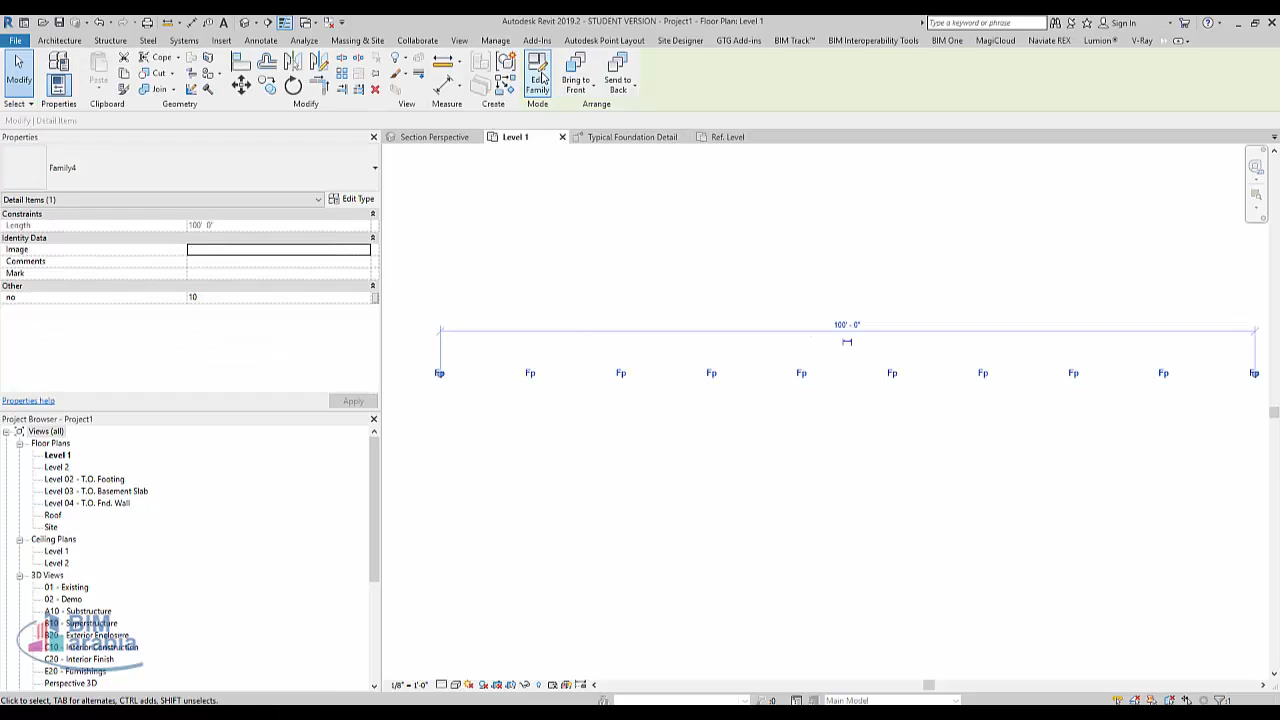 Autodesk Revit 2019.2 - STUDENT VERSION - Project1 - Floor Plan: Level 1
Type a keyword or phrase
Sign In
File Architecture Structure Steel Systems Insert Annotate Analyze Massing & Site Collaborate View Manage Add-Ins Autodesk Point Layout Site Designer CTC Add-ins BIM Track™ BIM Interoperability Tools BIM One MagiCloud Naviate REX Lumion® V-Ray
Modify
Paste
Cope
Cut
Join
Edit Family
Bring to Front
Send to Back
Select Properties Clipboard Geometry Modify View Measure Create Mode Arrange
Modify | Detail Items
Properties
Section Perspective Level 1 Typical Foundation Detail Ref. Level
Family4
Detail Items (1) Edit Type
Constraints
Length 100' 0"
Identity Data
Image
Comments
Mark
Other
no 10
100' - 0"
Fp Fp Fp Fp Fp Fp Fp Fp Fp Fp
Properties help Apply
Project Browser - Project1
Views (all)
Floor Plans
Level 1
Level 2
Level 02 - T.O. Footing
Level 03 - T.O. Basement Slab
Level 04 - T.O. Fnd. Wall
Roof
Site
Ceiling Plans
Level 1
Level 2
3D Views
01 - Existing
02 - Demo
A10 - Substructure
B10 - Superstructure
B20 - Exterior Enclosure
C10 - Interior Construction
C20 - Interior Finish
E20 - Furnishings
Perspective 3D
BIM
arabia
1/8" = 1'-0"
Click to select, TAB for alternates, CTRL adds, SHIFT unselects.
:0
Main Model
:1